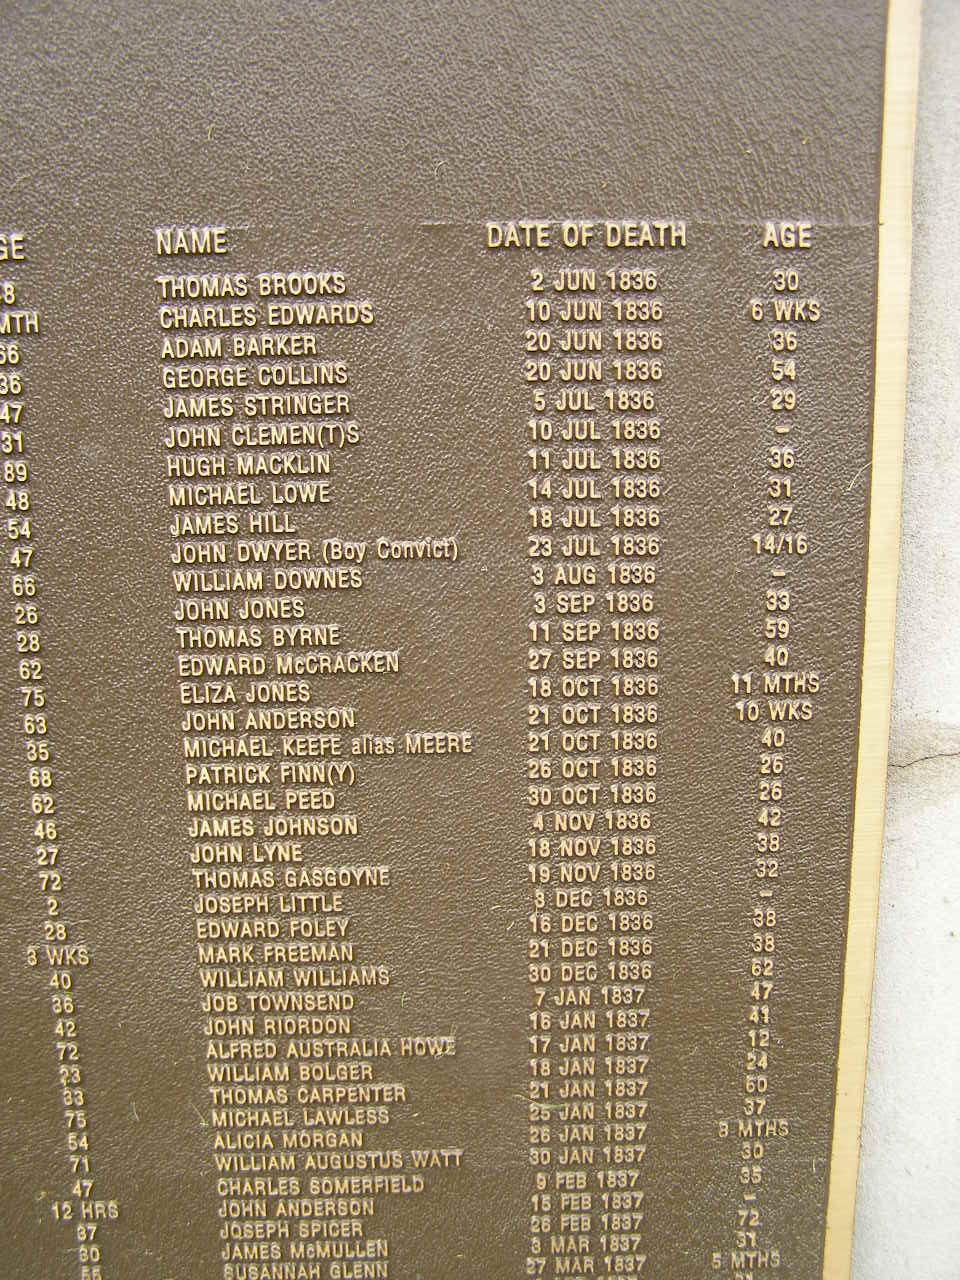 GE NAME DATE OF DEATH AGE
8 THOMAS BROOKS 2 JUN 1836 30
MTH CHARLES EDWARDS 10 JUN 1836 6 WKS
66 ADAM BARKER 20 JUN 1836 36
36 GEORGE COLLINS 20 JUN 1836 54
47 JAMES STRINGER 5 JUL 1836 29
31 JOHN CLEMEN(T)S 10 JUL 1836 –
89 HUGH MACKLIN 11 JUL 1836 36
48 MICHAEL LOWE 14 JUL 1836 31
54 JAMES HILL 18 JUL 1836 27
47 JOHN DWYER (Boy Convict) 23 JUL 1836 14/16
66 WILLIAM DOWNES 3 AUG 1836 –
26 JOHN JONES 3 SEP 1836 33
28 THOMAS BYRNE 11 SEP 1836 59
62 EDWARD McCRACKEN 27 SEP 1836 40
75 ELIZA JONES 18 OCT 1836 11 MTHS
63 JOHN ANDERSON 21 OCT 1836 10 WKS
35 MICHAEL KEEFE alias MEERE 21 OCT 1836 40
68 PATRICK FINN(Y) 26 OCT 1836 26
62 MICHAEL PEED 30 OCT 1836 26
46 JAMES JOHNSON 4 NOV 1836 42
27 JOHN LYNE 18 NOV 1836 38
72 THOMAS GASGOYNE 19 NOV 1836 32
2 JOSEPH LITTLE 3 DEC 1836 –
28 EDWARD FOLEY 16 DEC 1836 38
3 WKS MARK FREEMAN 21 DEC 1836 38
40 WILLIAM WILLIAMS 30 DEC 1836 62
36 JOB TOWNSEND 7 JAN 1837 47
42 JOHN RIORDON 16 JAN 1837 41
72 ALFRED AUSTRALIA HOWE 17 JAN 1837 12
23 WILLIAM BOLGER 18 JAN 1837 24
33 THOMAS CARPENTER 21 JAN 1837 60
75 MICHAEL LAWLESS 25 JAN 1837 37
54 ALICIA MORGAN 26 JAN 1837 3 MTHS
71 WILLIAM AUGUSTUS WATT 30 JAN 1837 30
47 CHARLES SOMERFIELD 9 FEB 1837 35
12 HRS JOHN ANDERSON 15 FEB 1837 –
37 JOSEPH SPICER 26 FEB 1837 72
30 JAMES McMULLEN 3 MAR 1837 31
55 SUSANNAH GLENN 27 MAR 1837 5 MTHS